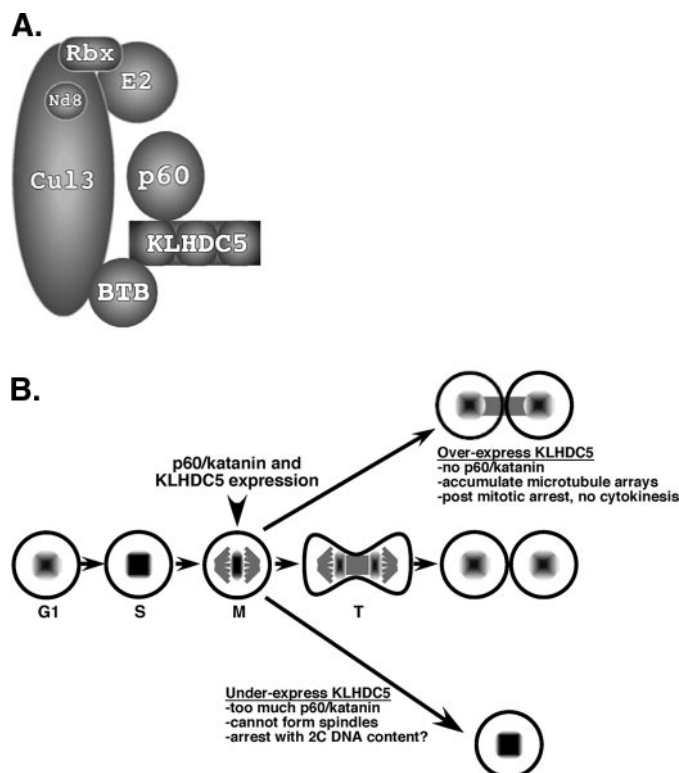 A.
Rbx
E2
Nd8
Cul3
p60
KLHDC5
BTB
B.
Over-express KLHDC5
-no p60/katanin
-accumulate microtubule arrays
-post mitotic arrest, no cytokinesis
p60/katanin and
KLHDC5 expression
G1
S
M
T
Under-express KLHDC5
-too much p60/katanin
-cannot form spindles
-arrest with 2C DNA content?